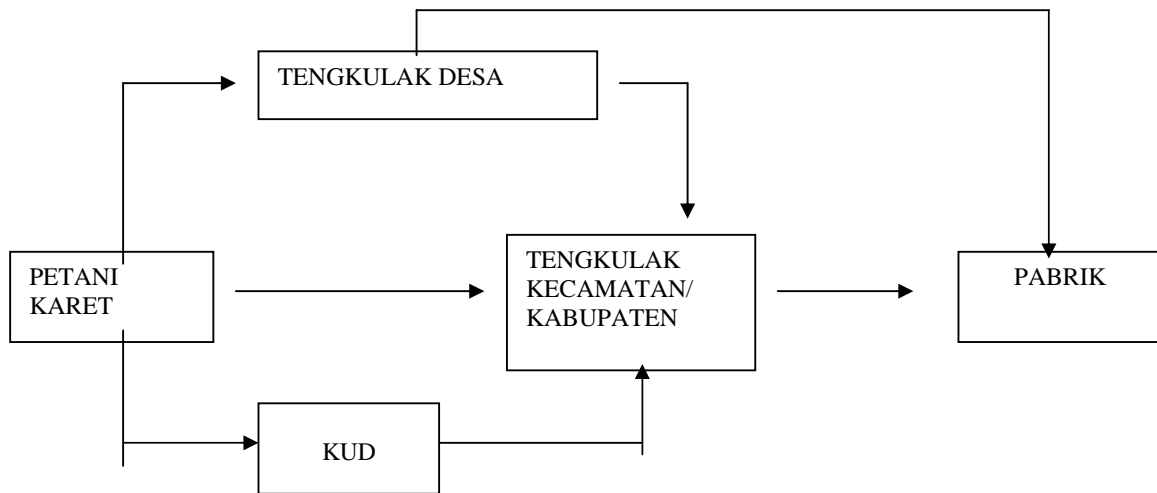 TENGKULAK DESA
PETANI
KARET
TENGKULAK
KECAMATAN/
KABUPATEN
PABRIK
KUD